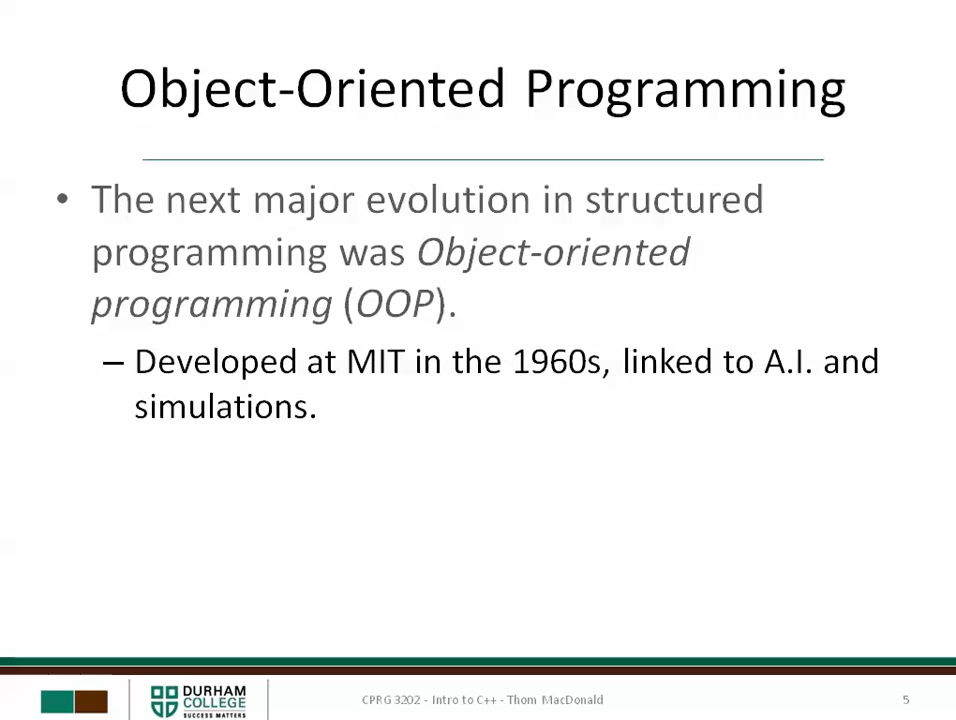 Object-Oriented Programming
• The next major evolution in structured
programming was Object-oriented
programming (OOP).
– Developed at MIT in the 1960s, linked to A.I. and
simulations.
DURHAM
COLLEGE
SUCCESS MATTERS
CPRG 3202 - Intro to C++ - Thom MacDonald
5